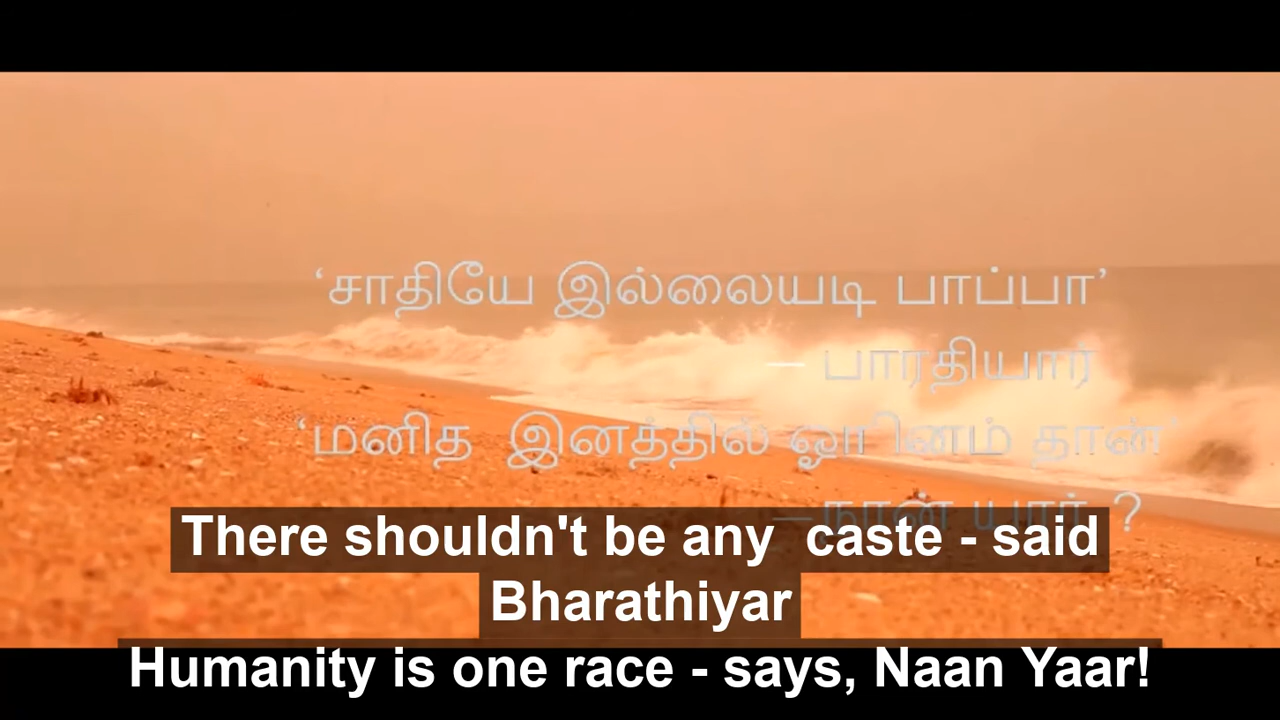 ‘சாதியே இல்லையடி பாப்பா’
– பாரதியார்
‘மனித இனத்தில் ஓரினம் தான்’
– நான் யார் ?
There shouldn't be any caste - said
Bharathiyar
Humanity is one race - says, Naan Yaar!